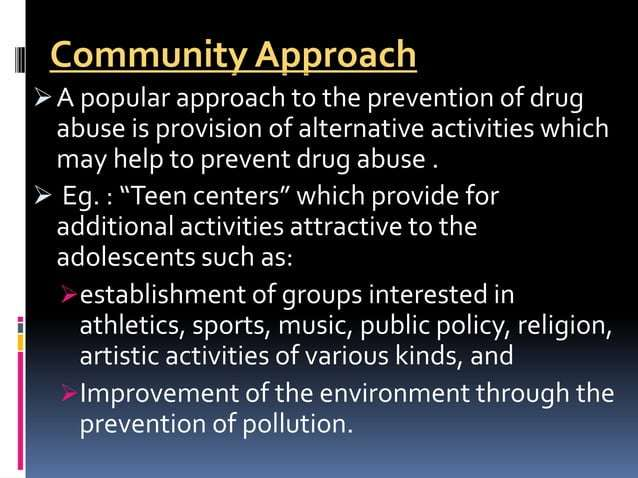 Community Approach
A popular approach to the prevention of drug
abuse is provision of alternative activities which
may help to prevent drug abuse .
Eg. : “Teen centers” which provide for
additional activities attractive to the
adolescents such as:
establishment of groups interested in
athletics, sports, music, public policy, religion,
artistic activities of various kinds, and
Improvement of the environment through the
prevention of pollution.